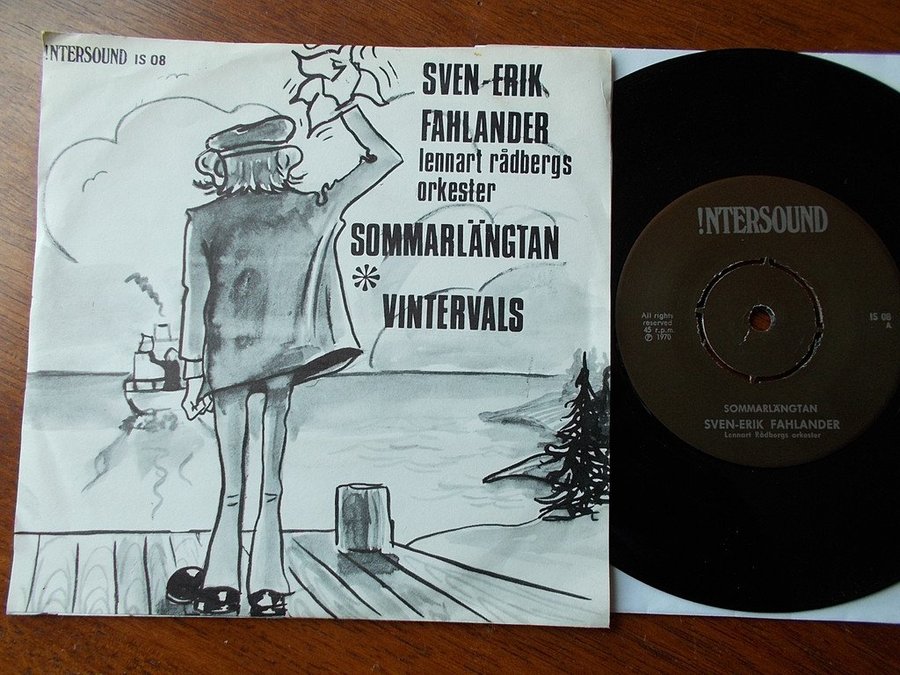 !NTERSOUND IS 08
SVEN-ERIK
FAHLANDER
lennart rådbergs
orkester
SOMMARLÄNGTAN
*
VINTERVALS
!NTERSOUND
All rights
reserved
45 r.p.m.
℗ 1970
IS 08
A
SOMMARLÄNGTAN
SVEN-ERIK FAHLANDER
Lennart Rådbergs orkester